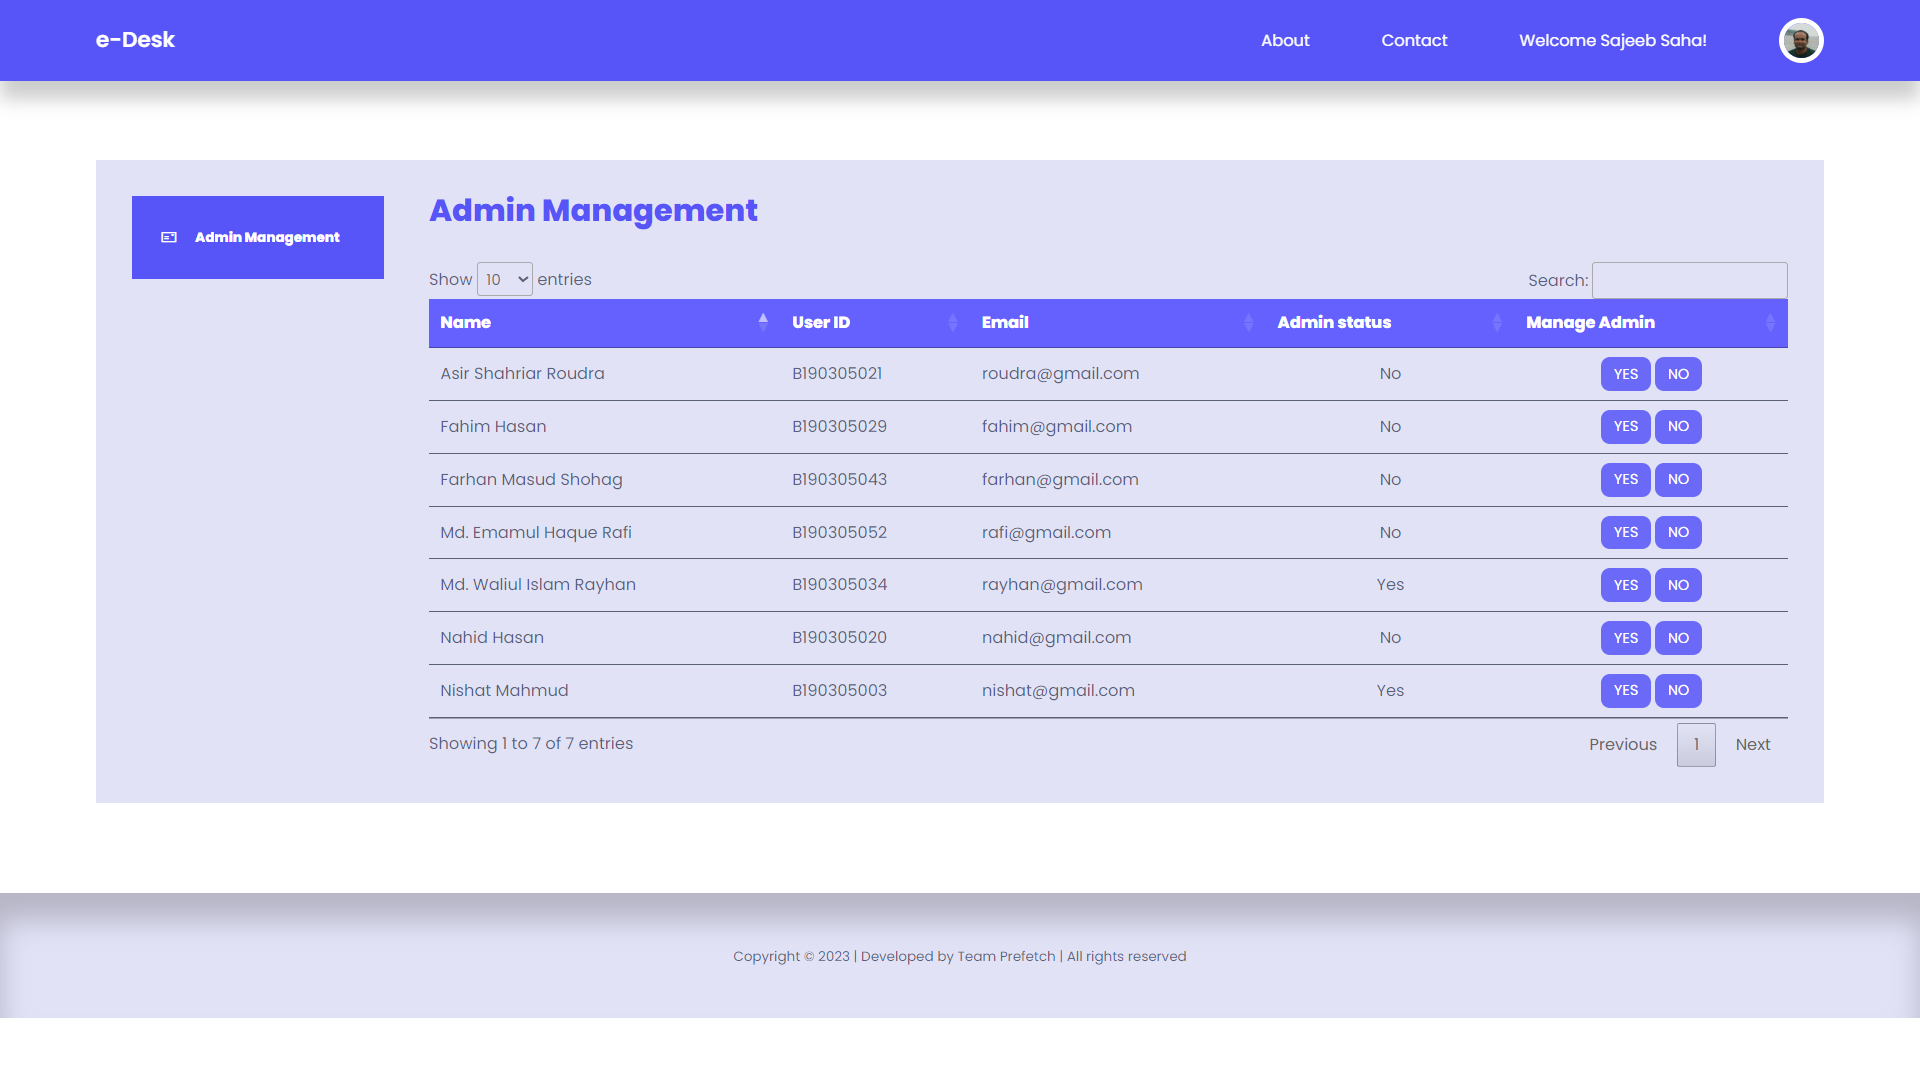 e-Desk About Contact Welcome Sajeeb Saha!
Admin Management
Admin Management
Show 10 entries Search:
Name User ID Email Admin status Manage Admin
Asir Shahriar Roudra B190305021 roudra@gmail.com No YES NO
Fahim Hasan B190305029 fahim@gmail.com No YES NO
Farhan Masud Shohag B190305043 farhan@gmail.com No YES NO
Md. Emamul Haque Rafi B190305052 rafi@gmail.com No YES NO
Md. Waliul Islam Rayhan B190305034 rayhan@gmail.com Yes YES NO
Nahid Hasan B190305020 nahid@gmail.com No YES NO
Nishat Mahmud B190305003 nishat@gmail.com Yes YES NO
Showing 1 to 7 of 7 entries Previous 1 Next
Copyright © 2023 | Developed by Team Prefetch | All rights reserved